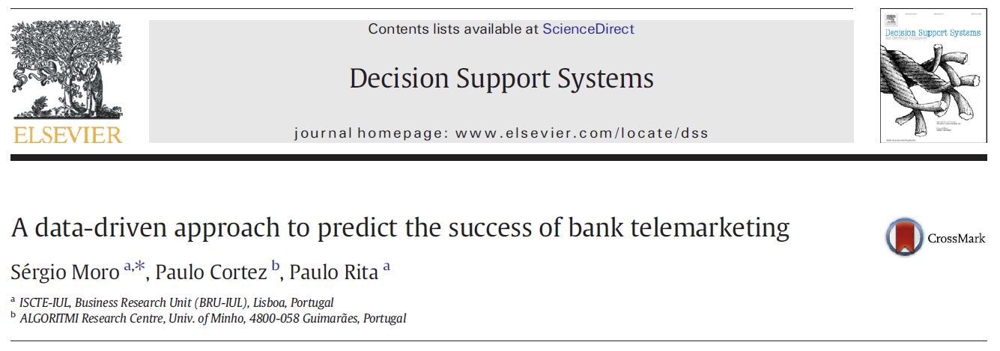 Contents lists available at ScienceDirect
Decision Support Systems
journal homepage: www.elsevier.com/locate/dss
ELSEVIER
Decision Support Systems
A data-driven approach to predict the success of bank telemarketing
CrossMark
Sérgio Moro a,*, Paulo Cortez b, Paulo Rita a
a ISCTE-IUL, Business Research Unit (BRU-IUL), Lisboa, Portugal
b ALGORITMI Research Centre, Univ. of Minho, 4800-058 Guimarães, Portugal